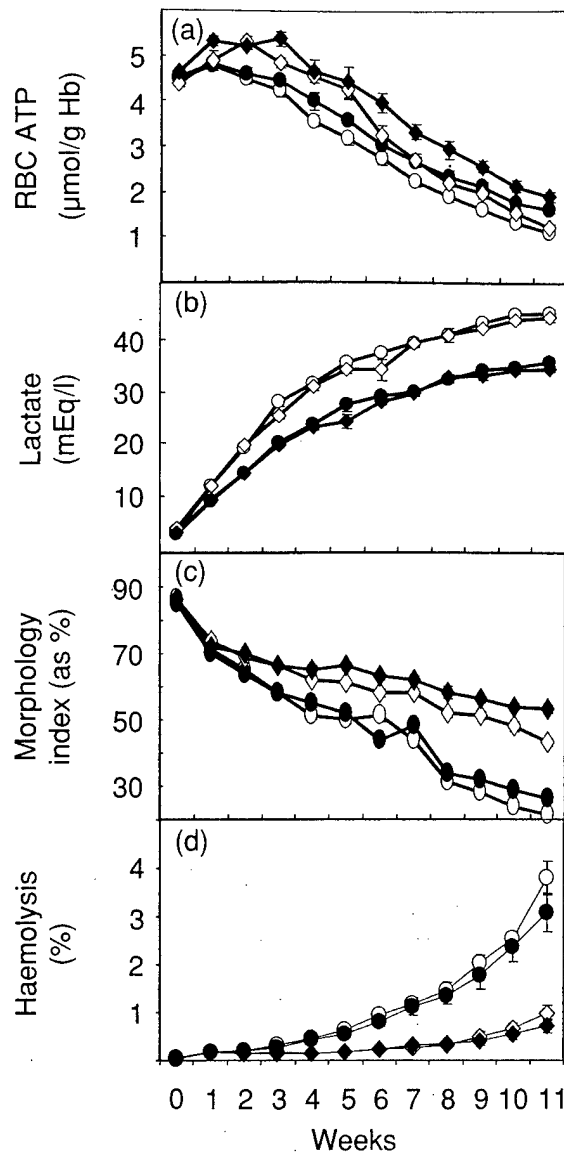 (a)
RBC ATP
(µmol/g Hb)
5
4
3
2
1
(b)
Lactate
(mEq/l)
40
30
20
10
(c)
Morphology
index (as %)
90
70
50
30
(d)
Haemolysis
(%)
4
3
2
1
0 1 2 3 4 5 6 7 8 9 10 11
Weeks